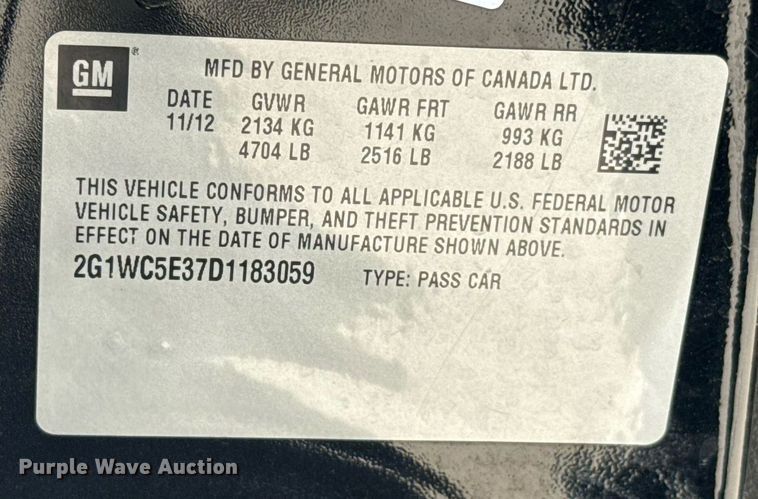 GM®
MFD BY GENERAL MOTORS OF CANADA LTD.
DATE GVWR GAWR FRT GAWR RR
11/12 2134 KG 1141 KG 993 KG
4704 LB 2516 LB 2188 LB
THIS VEHICLE CONFORMS TO ALL APPLICABLE U.S. FEDERAL MOTOR
VEHICLE SAFETY, BUMPER, AND THEFT PREVENTION STANDARDS IN
EFFECT ON THE DATE OF MANUFACTURE SHOWN ABOVE.
2G1WC5E37D1183059 TYPE: PASS CAR
Purple Wave Auction